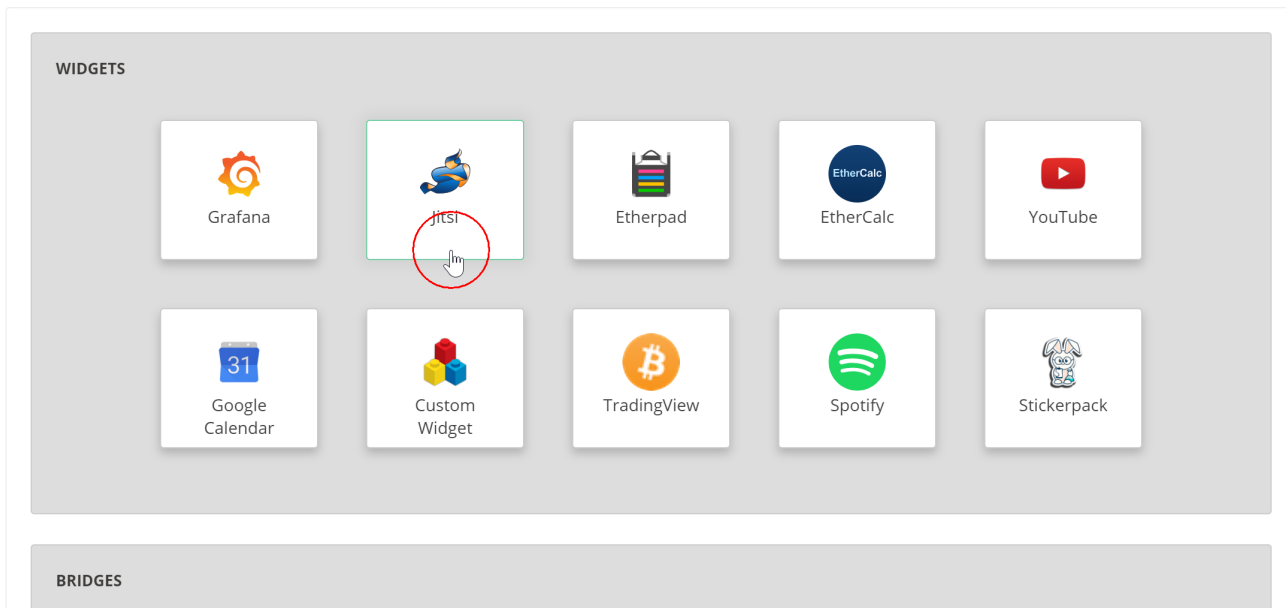 WIDGETS
Grafana
Jitsi
Etherpad
EtherCalc
EtherCalc
YouTube
31
Google
Calendar
Custom
Widget
TradingView
Spotify
Stickerpack
BRIDGES